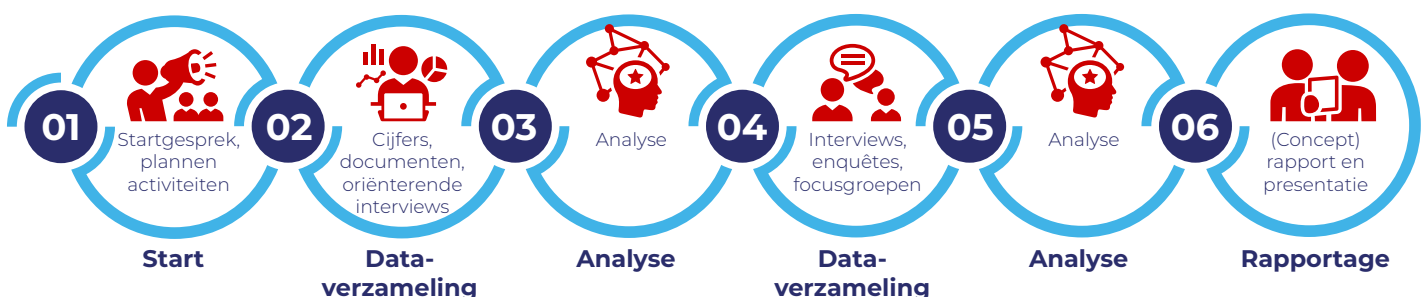 01
Startgesprek,
plannen
activiteiten
Start
02
Cijfers,
documenten,
oriënterende
interviews
Data-
verzameling
03
Analyse
Analyse
04
Interviews,
enquêtes,
focusgroepen
Data-
verzameling
05
Analyse
Analyse
06
(Concept)
rapport en
presentatie
Rapportage